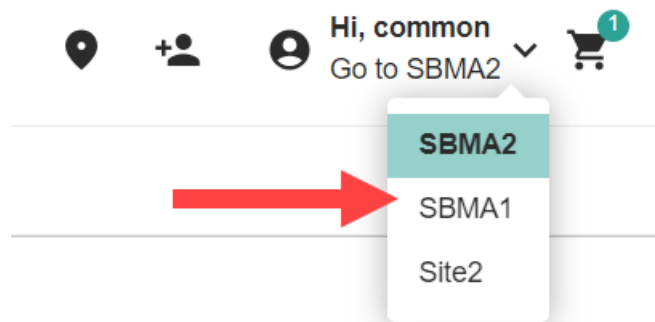 Hi, common
Go to SBMA2
1
SBMA2
SBMA1
Site2